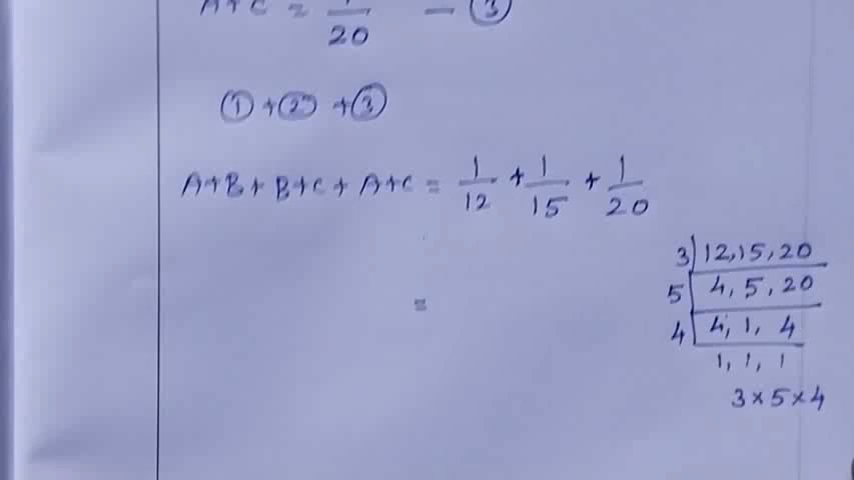 A+C = 1/20 — ③
① + ② + ③
A+B+B+C+A+C = 1/12 + 1/15 + 1/20
=
3 | 12, 15, 20
5 | 4, 5, 20
4 | 4, 1, 4
1, 1, 1
3 × 5 × 4